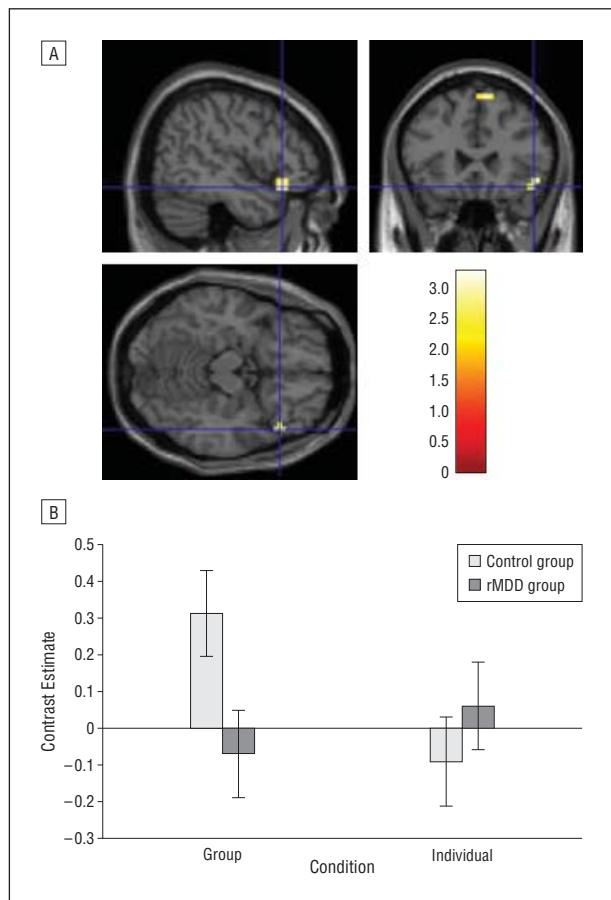 A
3.0
2.5
2.0
1.5
1.0
0.5
0
B
Control group
rMDD group
0.5
0.4
0.3
0.2
0.1
0
−0.1
−0.2
−0.3
Contrast Estimate
Group
Individual
Condition